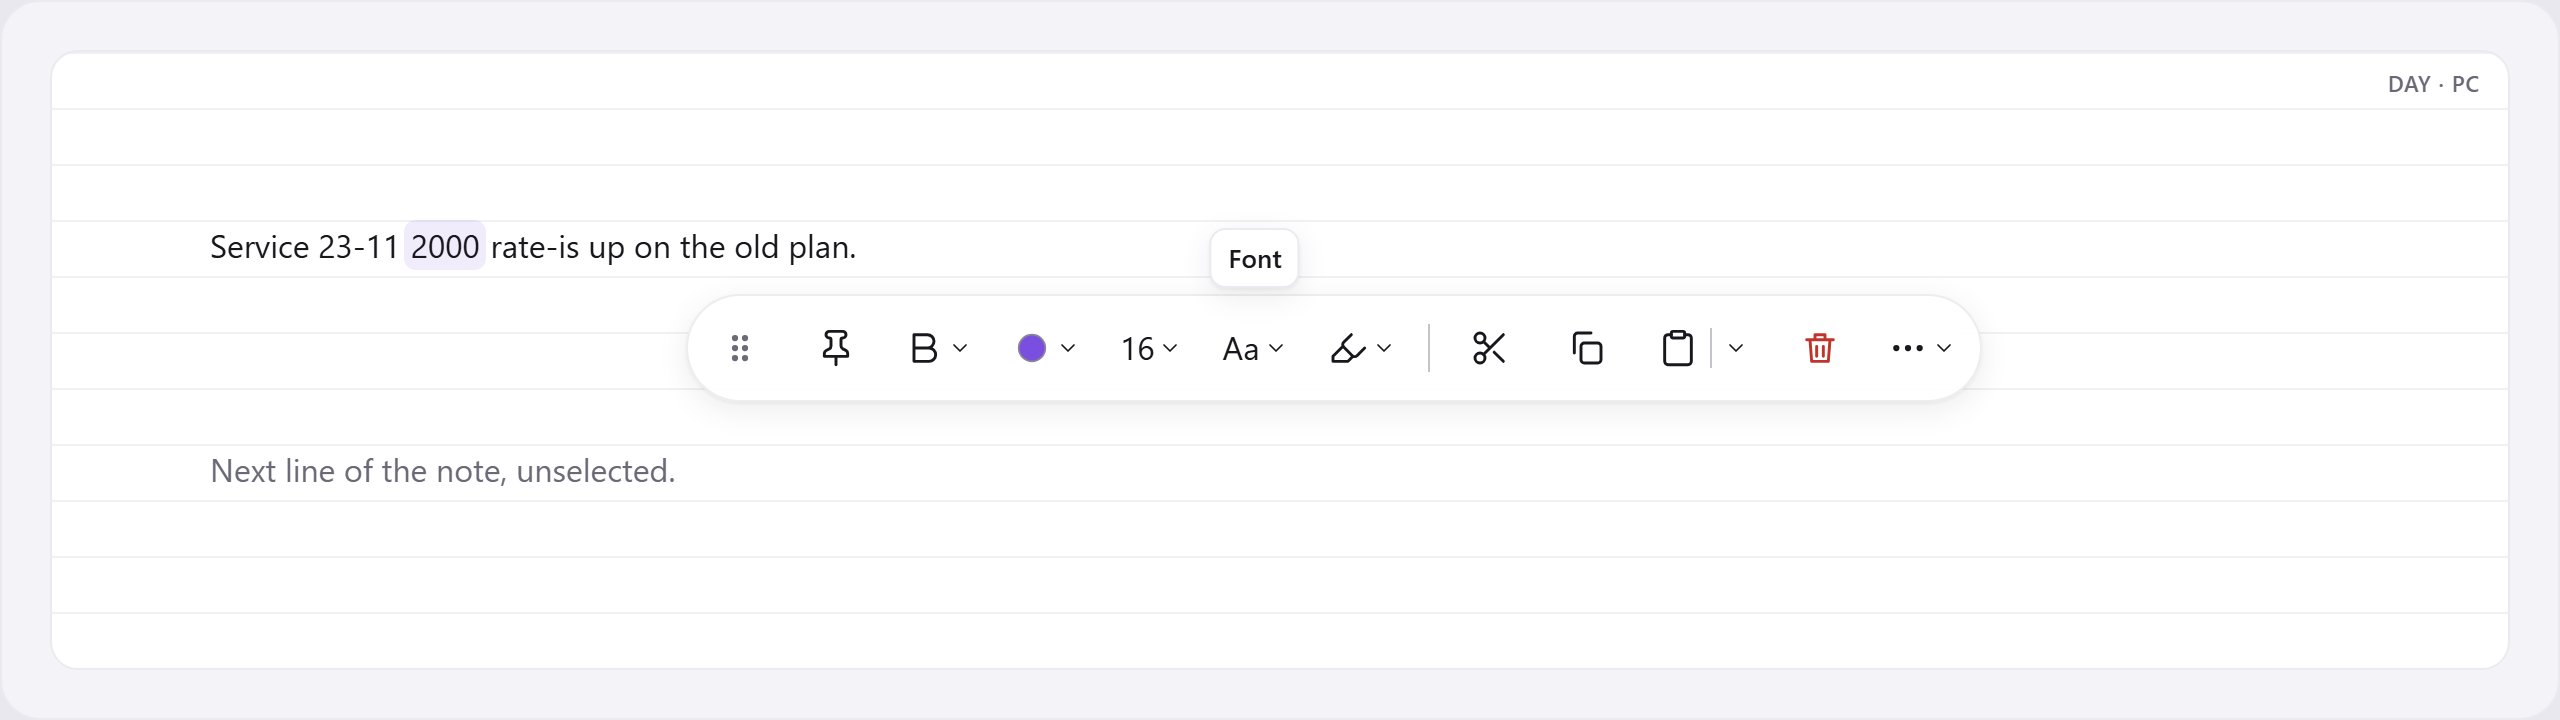 DAY · PC
Service 23-11 2000 rate-is up on the old plan.
Font
B 16 Aa
Next line of the note, unselected.